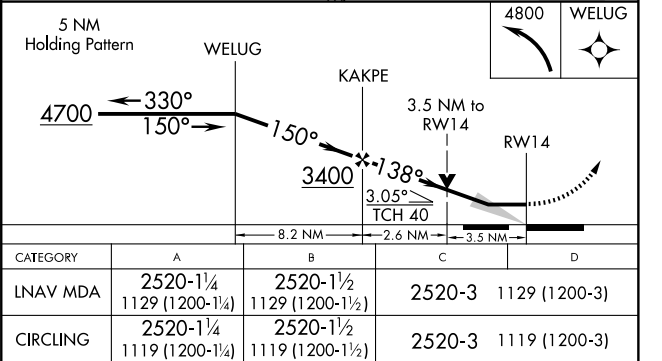 5 NM
Holding Pattern
WELUG
KAKPE
4800
WELUG
4700
330°
150°
150°
3400
138°
3.5 NM to
RW14
RW14
3.05°
TCH 40
8.2 NM
2.6 NM
3.5 NM
CATEGORY A B C D
LNAV MDA 2520-1¼ 1129 (1200-1¼) 2520-1½ 1129 (1200-1½) 2520-3 1129 (1200-3)
CIRCLING 2520-1¼ 1119 (1200-1¼) 2520-1½ 1119 (1200-1½) 2520-3 1119 (1200-3)